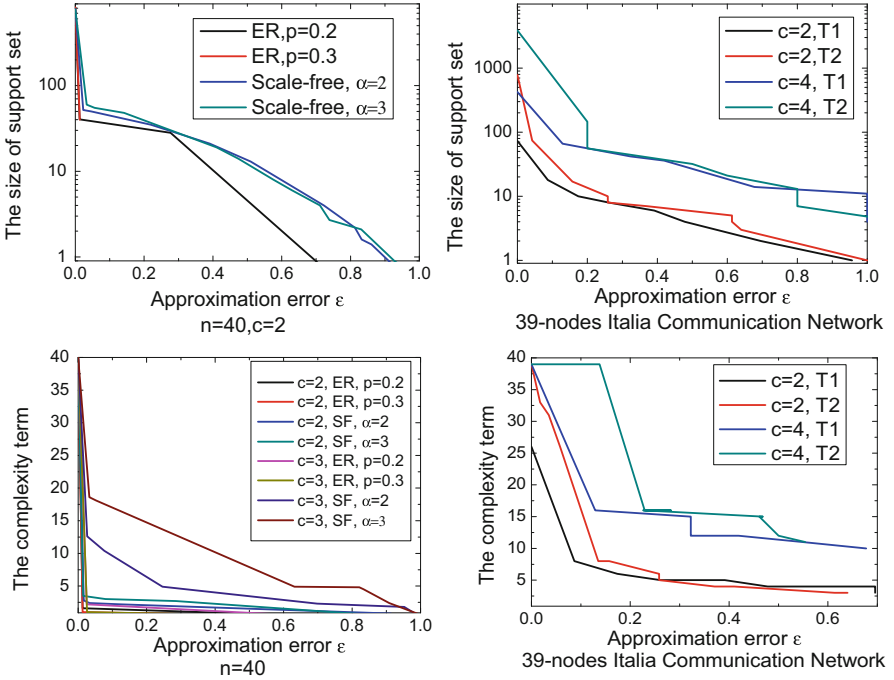 The size of support set
100
10
1
0.0 0.2 0.4 0.6 0.8 1.0
ER,p=0.2
ER,p=0.3
Scale-free, α=2
Scale-free, α=3
Approximation error ε
n=40,c=2
The size of support set
1000
100
10
1
0.0 0.2 0.4 0.6 0.8 1.0
c=2,T1
c=2,T2
c=4, T1
c=4, T2
Approximation error ε
39-nodes Italia Communication Network
The complexity term
40
35
30
25
20
15
10
5
0.0 0.2 0.4 0.6 0.8 1.0
c=2, ER, p=0.2
c=2, ER, p=0.3
c=2, SF, α=2
c=2, SF, α=3
c=3, ER, p=0.2
c=3, ER, p=0.3
c=3, SF, α=2
c=3, SF, α=3
Approximation error ε
n=40
The complexity term
40
35
30
25
20
15
10
5
0.0 0.2 0.4 0.6
c=2, T1
c=2, T2
c=4, T1
c=4, T2
Approximation error ε
39-nodes Italia Communication Network